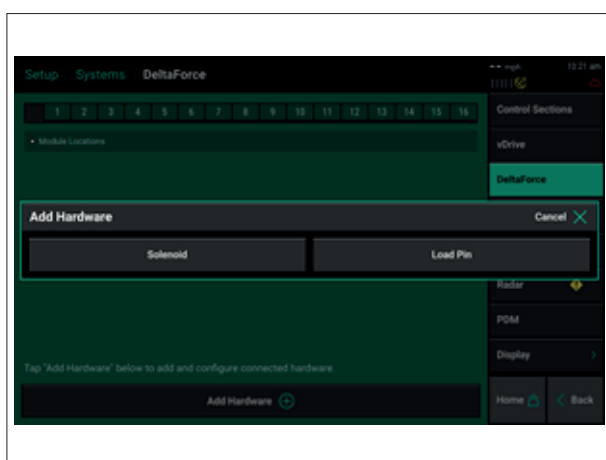 Setup Systems DeltaForce
-- mph 10:21 am
1 2 3 4 5 6 7 8 9 10 11 12 13 14 15 16
Control Sections
• Module Locations
vDrive
DeltaForce
Add Hardware
Cancel
Solenoid
Load Pin
Radar
PDM
Display
Tap "Add Hardware" below to add and configure connected hardware.
Add Hardware
Home
Back